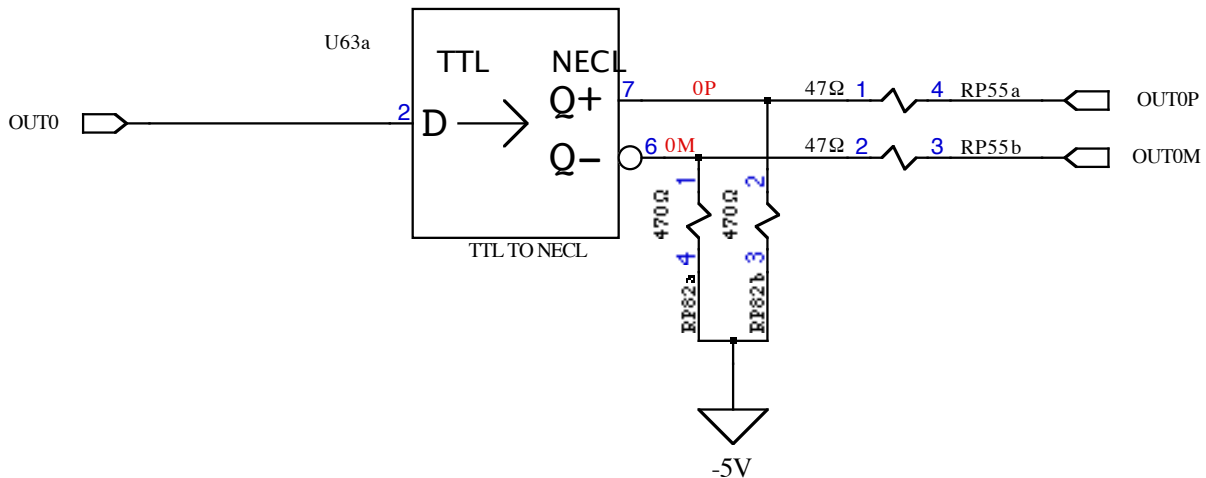 U63a
TTL NECL
7 0P 47Ω 1 4 RP55a OUT0P
Q+
OUT0 2 D
6 0M 47Ω 2 3 RP55b OUT0M
Q-
1 2
470Ω 470Ω
TTL TO NECL
4 3
RP82a RP82b
-5V